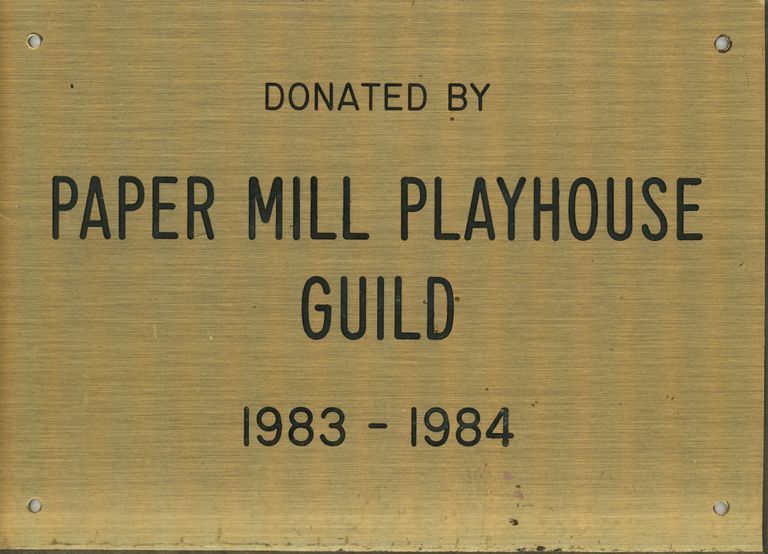 DONATED BY
PAPER MILL PLAYHOUSE
GUILD
1983 - 1984